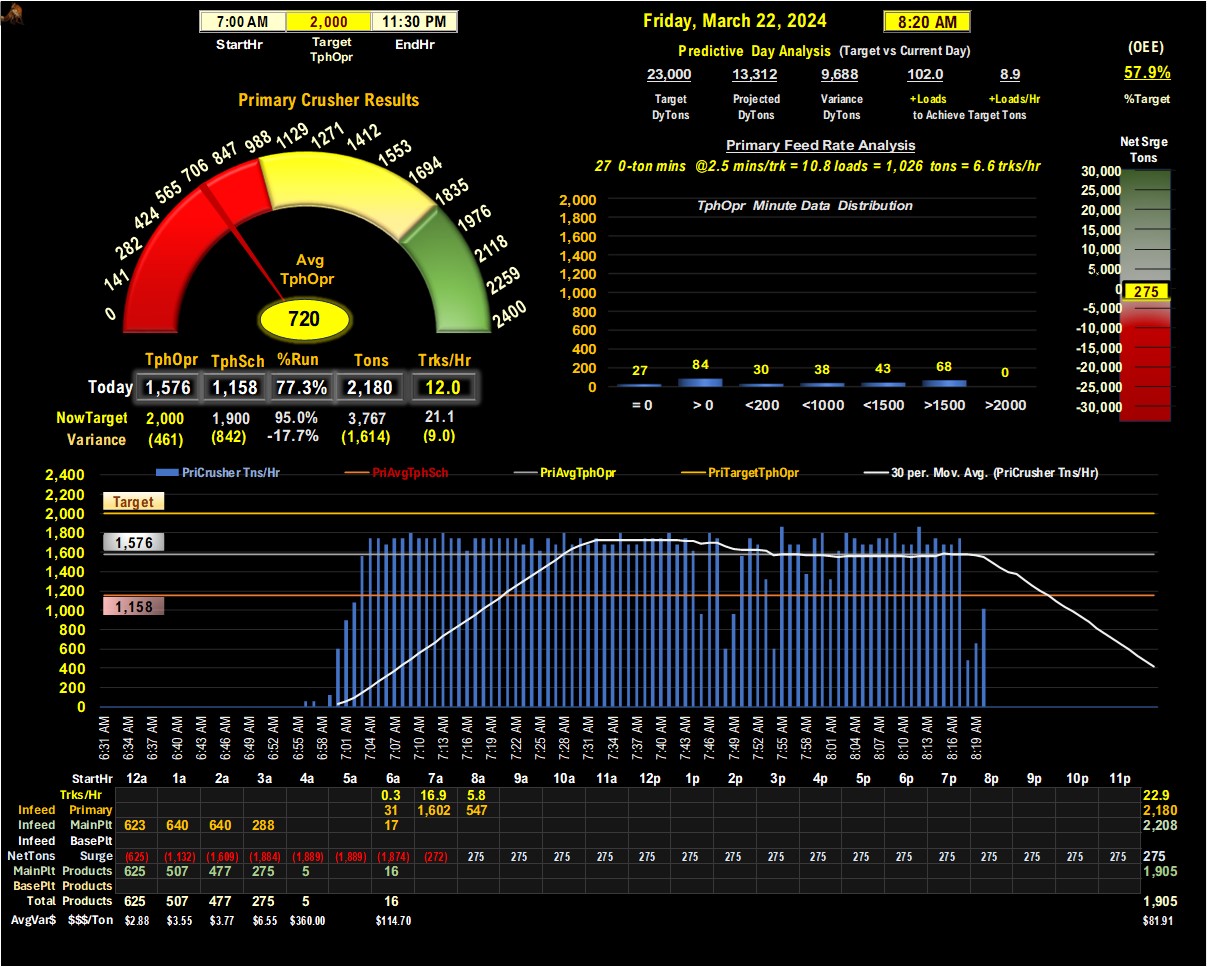 7:00 AM 2,000 11:30 PM
StartHr Target TphOpr EndHr
Friday, March 22, 2024 8:20 AM
Predictive Day Analysis (Target vs Current Day)
23,000 13,312 9,688 102.0 8.9
Target DyTons Projected DyTons Variance DyTons +Loads +Loads/Hr
to Achieve Target Tons
(OEE)
57.9%
%Target
Primary Crusher Results
0 141 282 424 565 706 847 988 1129 1271 1412 1553 1694 1835 1976 2118 2259 2400
Avg
TphOpr
720
TphOpr TphSch %Run Tons Trks/Hr
Today 1,576 1,158 77.3% 2,180 12.0
NowTarget 2,000 1,900 95.0% 3,767 21.1
Variance (461) (842) -17.7% (1,614) (9.0)
Primary Feed Rate Analysis
27 0-ton mins @2.5 mins/trk = 10.8 loads = 1,026 tons = 6.6 trks/hr
TphOpr Minute Data Distribution
2,000
1,800
1,600
1,400
1,200
1,000
800
600
400
200
0
27 84 30 38 43 68 0
= 0 > 0 <200 <1000 <1500 >1500 >2000
Net Srge
Tons
30,000
25,000
20,000
15,000
10,000
5,000
0 275
-5,000
-10,000
-15,000
-20,000
-25,000
-30,000
PriCrusher Tns/Hr PriAvgTphSch PriAvgTphOpr PriTargetTphOpr 30 per. Mov. Avg. (PriCrusher Tns/Hr)
2,400
2,200
2,000
1,800
1,600
1,400
1,200
1,000
800
600
400
200
0
Target
1,576
1,158
6:31 AM 6:34 AM 6:37 AM 6:40 AM 6:43 AM 6:46 AM 6:49 AM 6:52 AM 6:55 AM 6:58 AM 7:01 AM 7:04 AM 7:07 AM 7:10 AM 7:13 AM 7:16 AM 7:19 AM 7:22 AM 7:25 AM 7:28 AM 7:31 AM 7:34 AM 7:37 AM 7:40 AM 7:43 AM 7:46 AM 7:49 AM 7:52 AM 7:55 AM 7:58 AM 8:01 AM 8:04 AM 8:07 AM 8:10 AM 8:13 AM 8:16 AM 8:19 AM
StartHr 12a 1a 2a 3a 4a 5a 6a 7a 8a 9a 10a 11a 12p 1p 2p 3p 4p 5p 6p 7p 8p 9p 10p 11p
Trks/Hr 0.3 16.9 5.8 22.9
Infeed Primary 31 1,602 547 2,180
Infeed MainPlt 623 640 640 288 17 2,208
Infeed BasePlt
NetTons Surge (625) (1,132) (1,609) (1,884) (1,889) (1,889) (1,874) (272) 275 275 275 275 275 275 275 275 275 275 275 275 275 275 275 275 275
MainPlt Products 625 507 477 275 5 16 1,905
BasePlt Products
Total Products 625 507 477 275 5 16 1,905
AvgVar$ $$$/Ton $2.88 $3.55 $3.77 $6.55 $360.00 $114.70 $81.91